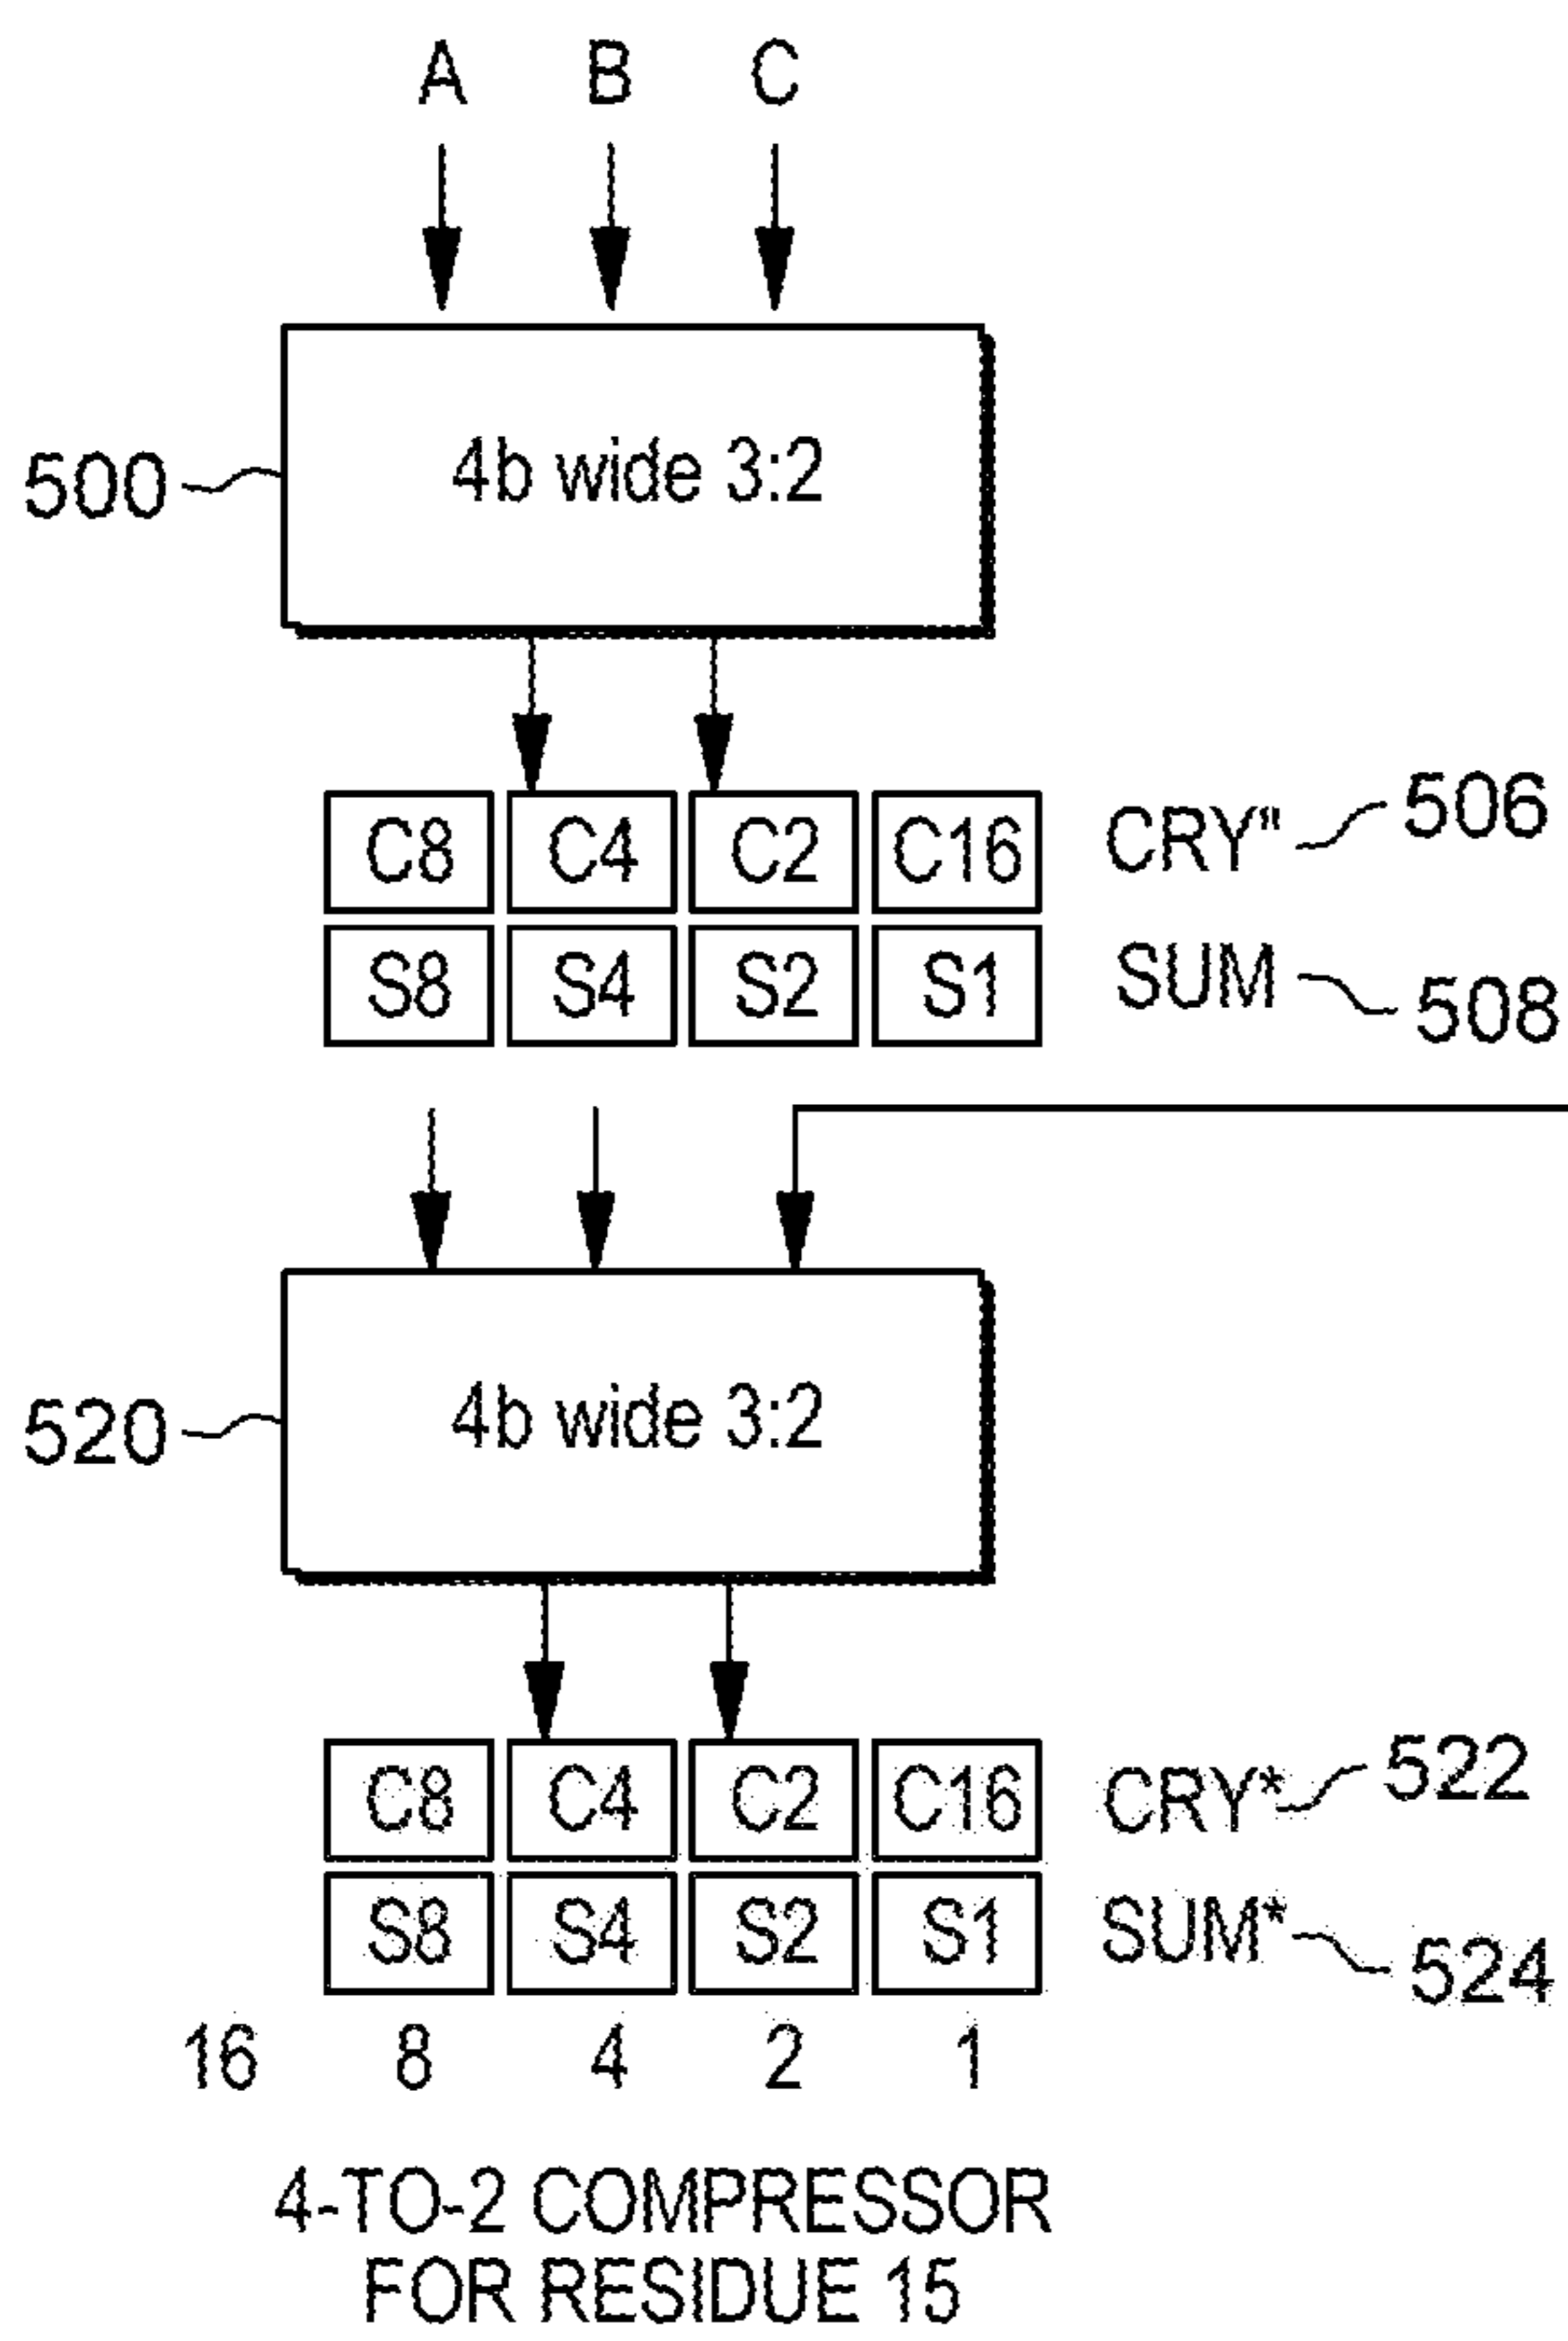 A B C
500 4b wide 3:2
C8 C4 C2 C16 CRY" 506
S8 S4 S2 S1 SUM 508
520 4b wide 3:2
C8 C4 C2 C16 CRY* 522
S8 S4 S2 S1 SUM* 524
16 8 4 2 1
4-TO-2 COMPRESSOR
FOR RESIDUE 15